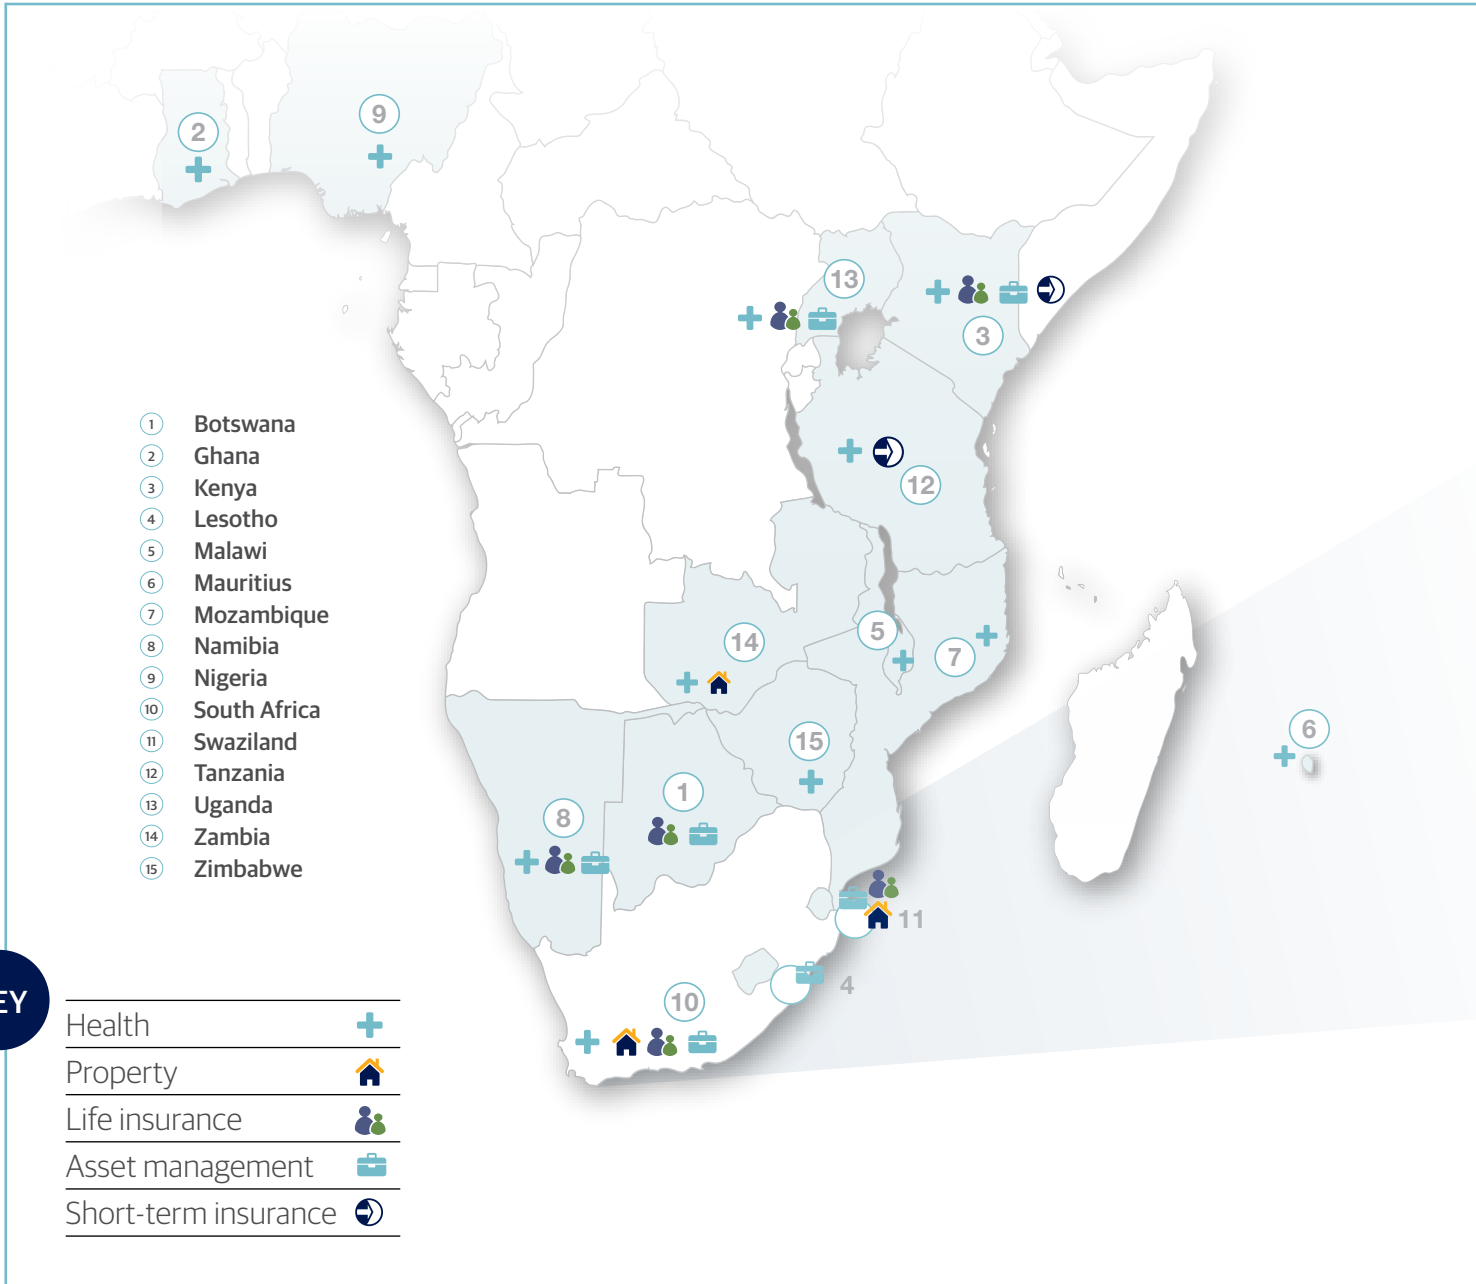 2
9
13
3
12
14
5
7
15
6
1
8
11
4
10
1 Botswana
2 Ghana
3 Kenya
4 Lesotho
5 Malawi
6 Mauritius
7 Mozambique
8 Namibia
9 Nigeria
10 South Africa
11 Swaziland
12 Tanzania
13 Uganda
14 Zambia
15 Zimbabwe
EY
Health
Property
Life insurance
Asset management
Short-term insurance